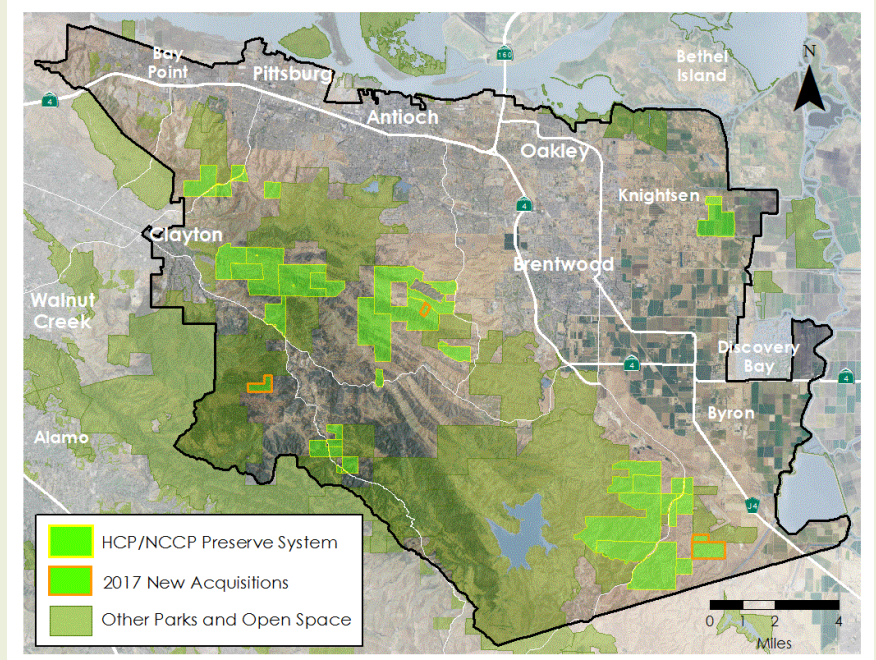 Bay
Point
Pittsburg
160
Bethel
Island
N
4
Antioch
Oakley
Knightsen
4
Clayton
Brentwood
Walnut
Creek
Discovery
Bay
4
4
Byron
Alamo
J4
HCP/NCCP Preserve System
2017 New Acquisitions
Other Parks and Open Space
0 1 2 4
Miles